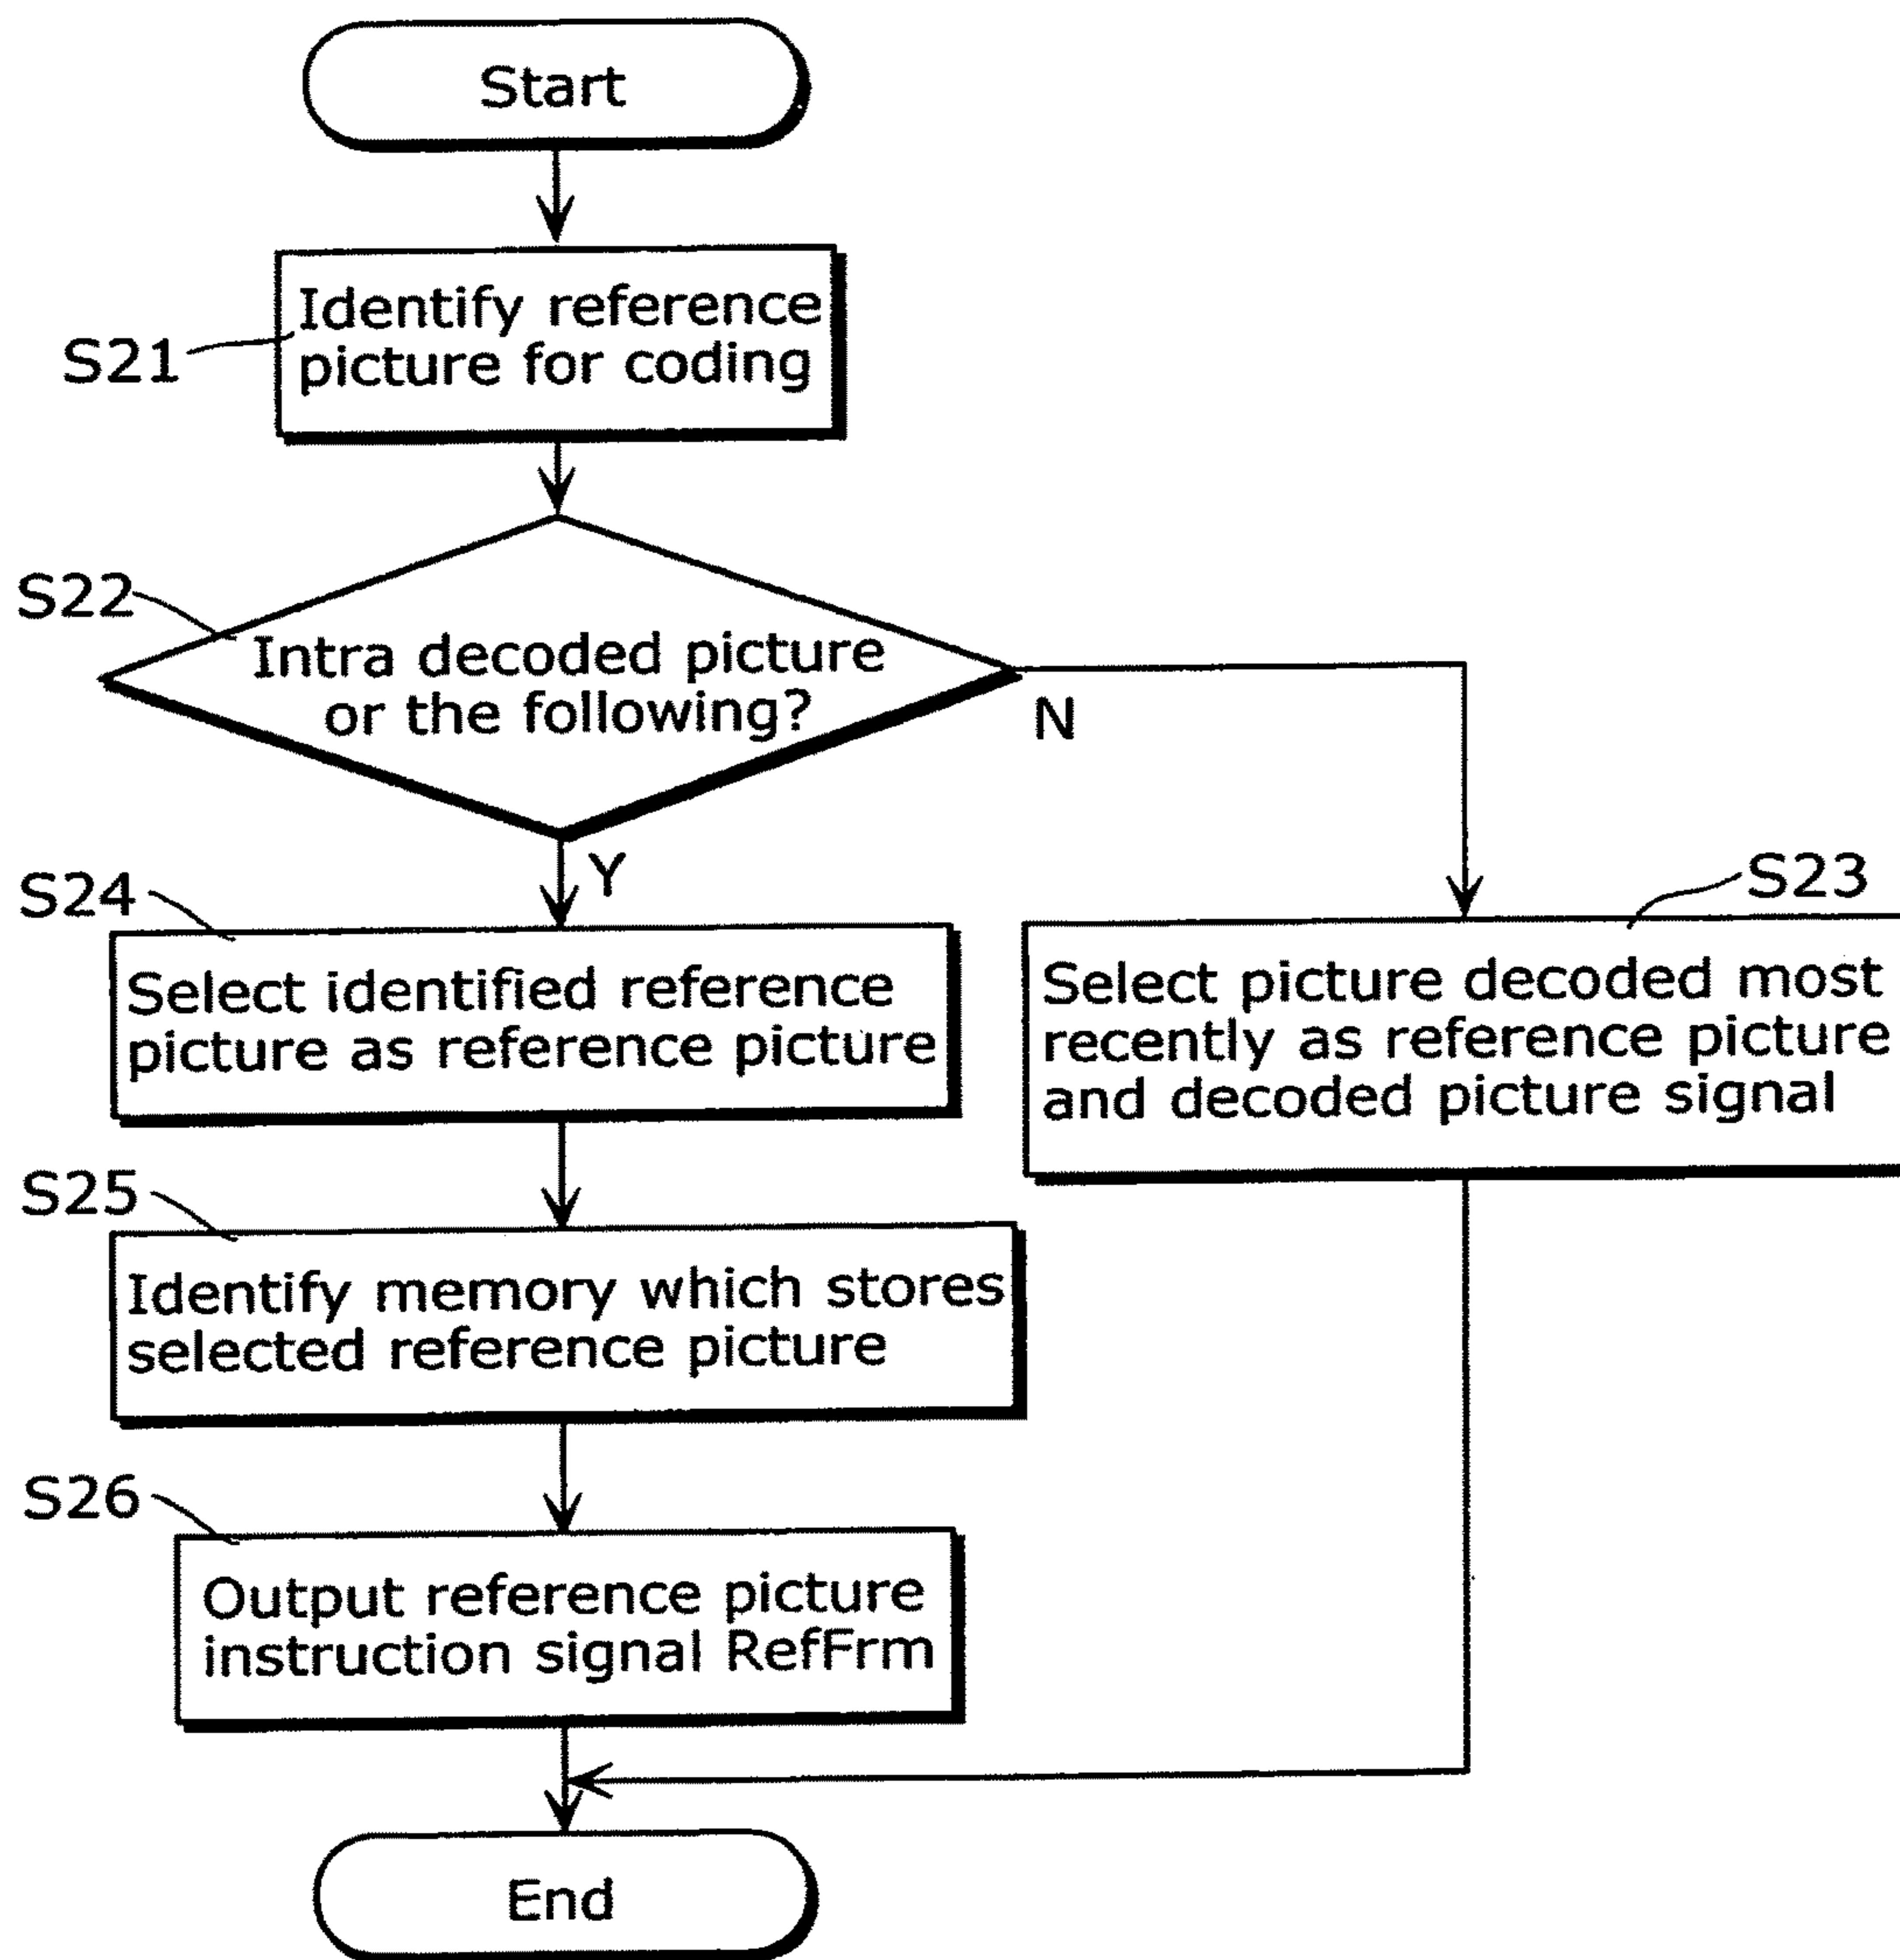 Start
S21
Identify reference
picture for coding
S22
Intra decoded picture
or the following?
N
Y
S24
Select identified reference
picture as reference picture
S23
Select picture decoded most
recently as reference picture
and decoded picture signal
S25
Identify memory which stores
selected reference picture
S26
Output reference picture
instruction signal RefFrm
End